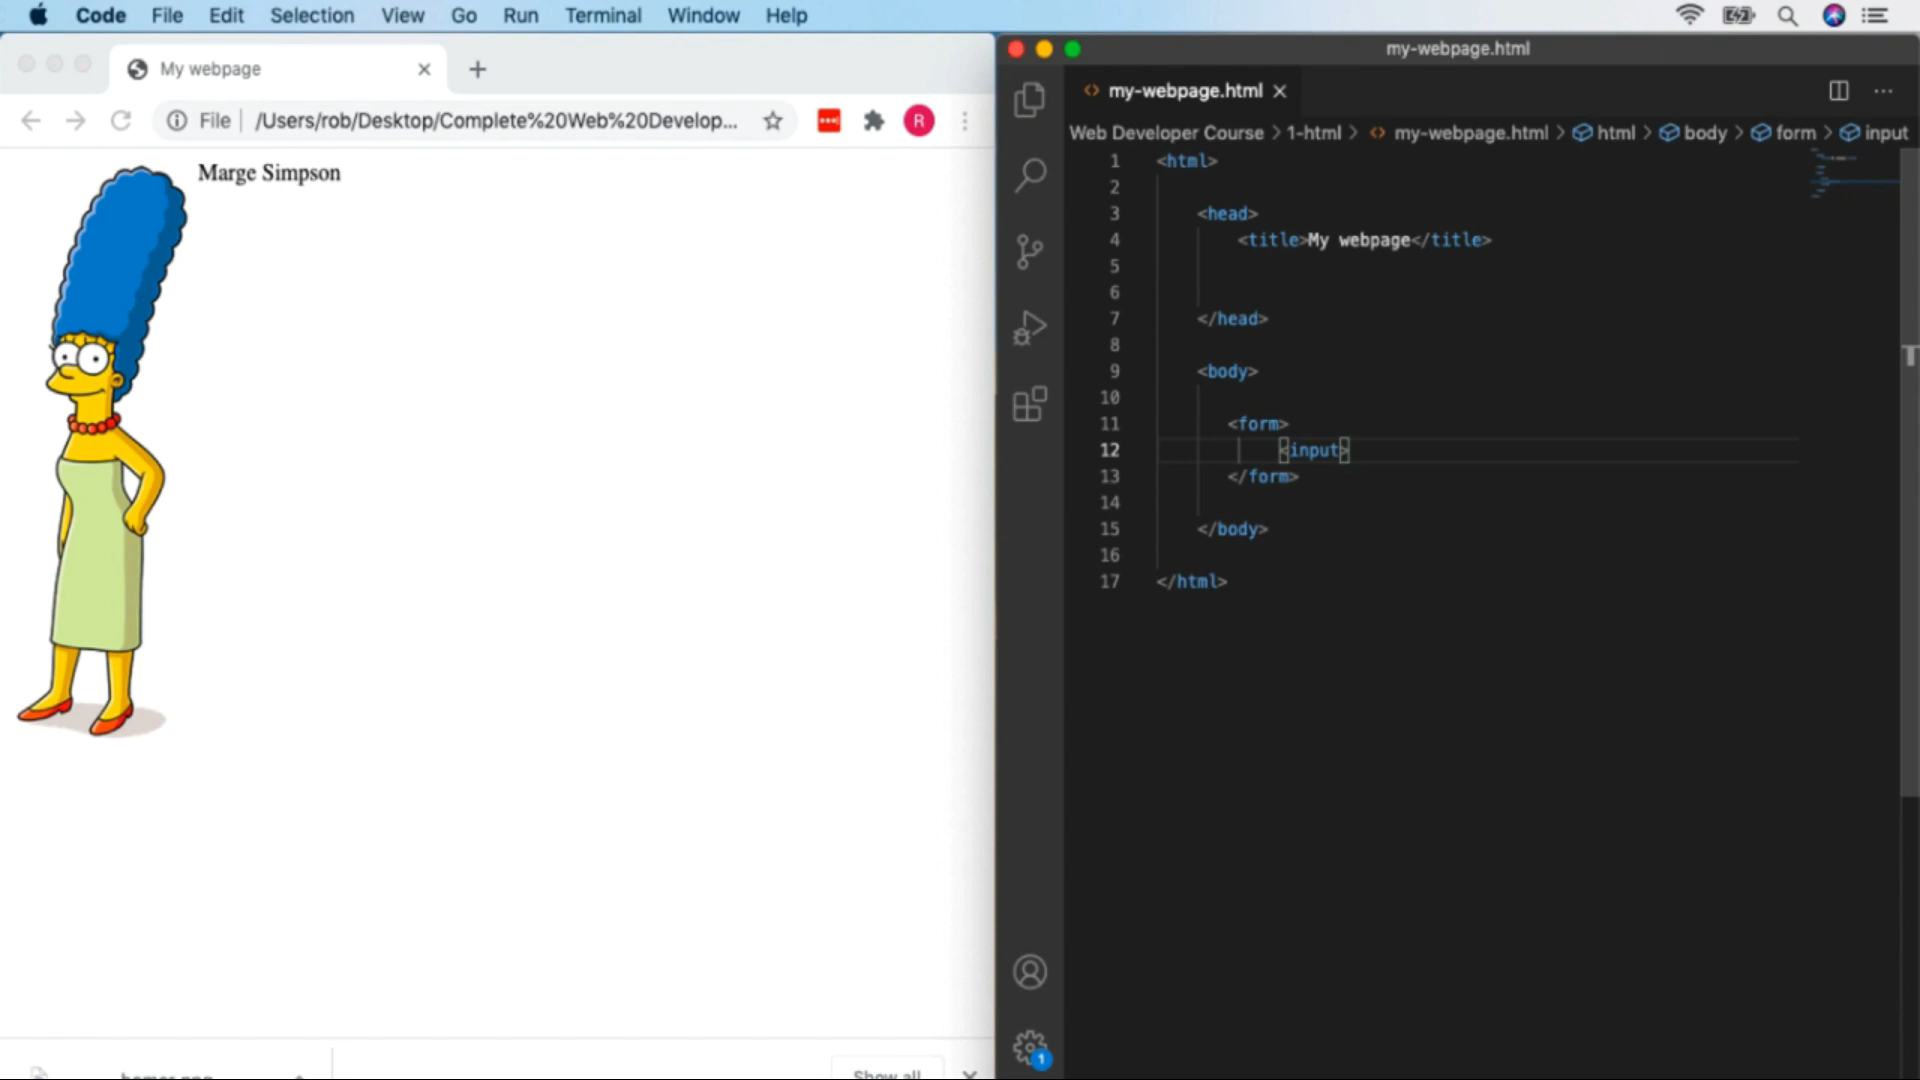 Code File Edit Selection View Go Run Terminal Window Help
My webpage
File /Users/rob/Desktop/Complete%20Web%20Develop...
R
Marge Simpson
Show all
my-webpage.html
my-webpage.html
Web Developer Course > 1-html > my-webpage.html > html > body > form > input
1 <html>
2
3 <head>
4 <title>My webpage</title>
5
6
7 </head>
8
9 <body>
10
11 <form>
12 <input>
13 </form>
14
15 </body>
16
17 </html>
1